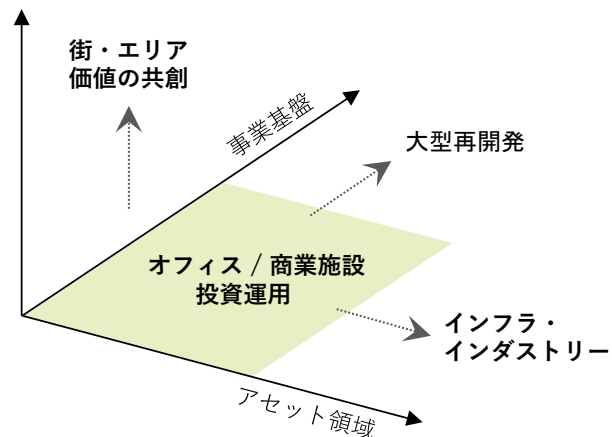 街・エリア
価値の共創
事業基盤
大型再開発
オフィス / 商業施設
投資運用
インフラ・
インダストリー
アセット領域